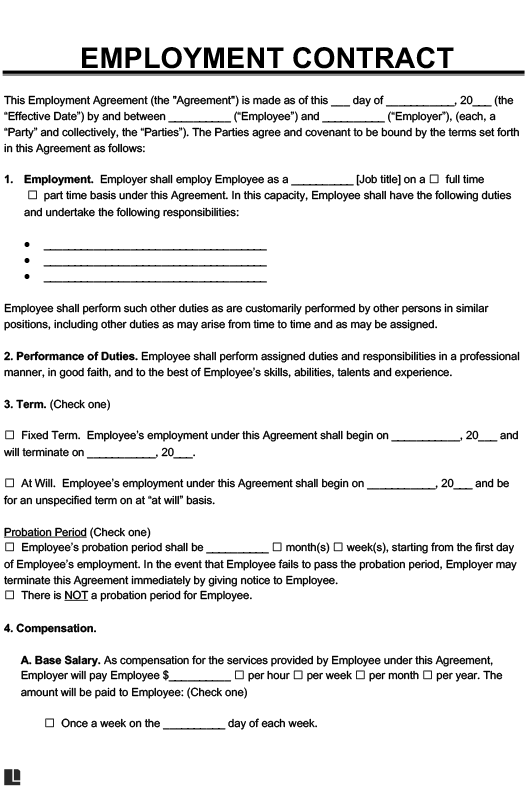 EMPLOYMENT CONTRACT
This Employment Agreement (the "Agreement") is made as of this ___ day of ___________, 20___ (the
“Effective Date”) by and between __________ (“Employee”) and __________ (“Employer”), (each, a
“Party” and collectively, the “Parties”). The Parties agree and covenant to be bound by the terms set forth
in this Agreement as follows:
1. Employment. Employer shall employ Employee as a __________ [Job title] on a ☐ full time
☐ part time basis under this Agreement. In this capacity, Employee shall have the following duties
and undertake the following responsibilities:
● ____________________________________
● ____________________________________
● ____________________________________
Employee shall perform such other duties as are customarily performed by other persons in similar
positions, including other duties as may arise from time to time and as may be assigned.
2. Performance of Duties. Employee shall perform assigned duties and responsibilities in a professional
manner, in good faith, and to the best of Employee’s skills, abilities, talents and experience.
3. Term. (Check one)
☐ Fixed Term. Employee’s employment under this Agreement shall begin on ___________, 20___ and
will terminate on ___________, 20___.
☐ At Will. Employee’s employment under this Agreement shall begin on ___________, 20___ and be
for an unspecified term on at “at will” basis.
Probation Period (Check one)
☐ Employee’s probation period shall be __________ ☐ month(s) ☐ week(s), starting from the first day
of Employee’s employment. In the event that Employee fails to pass the probation period, Employer may
terminate this Agreement immediately by giving notice to Employee.
☐ There is NOT a probation period for Employee.
4. Compensation.
A. Base Salary. As compensation for the services provided by Employee under this Agreement,
Employer will pay Employee $__________ ☐ per hour ☐ per week ☐ per month ☐ per year. The
amount will be paid to Employee: (Check one)
☐ Once a week on the __________ day of each week.